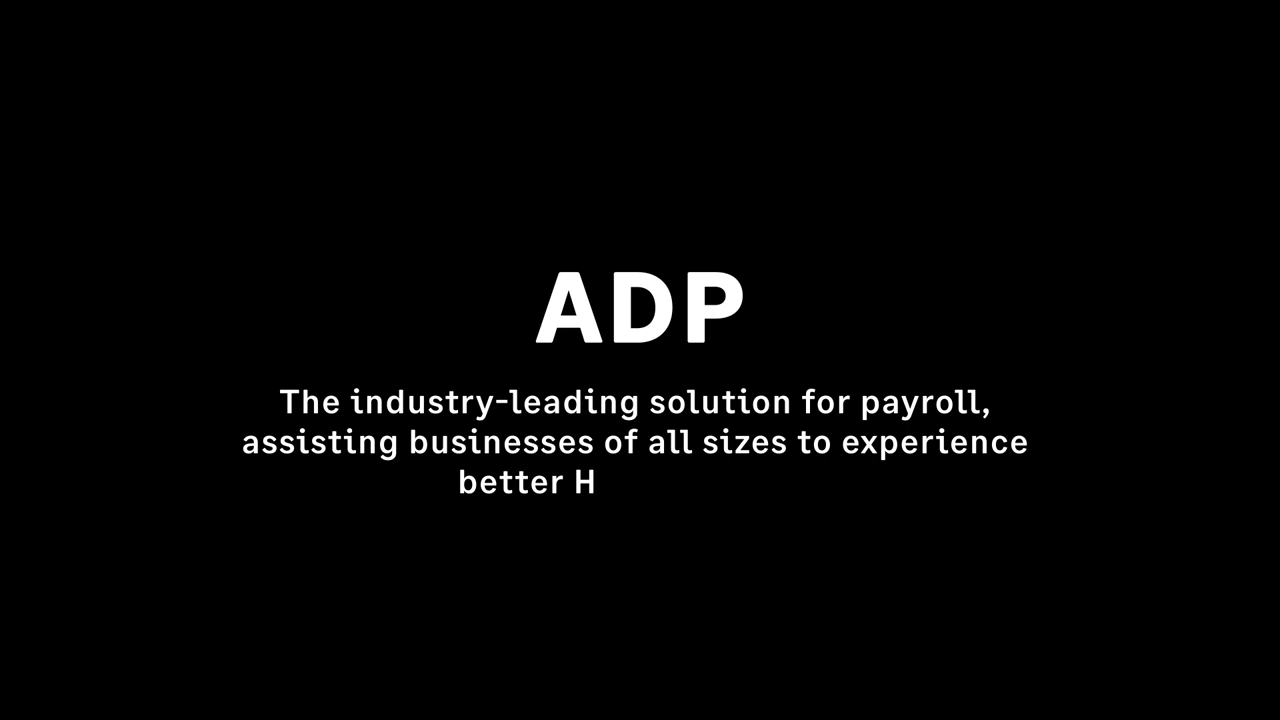 ADP
The industry-leading solution for payroll,
assisting businesses of all sizes to experience
better H